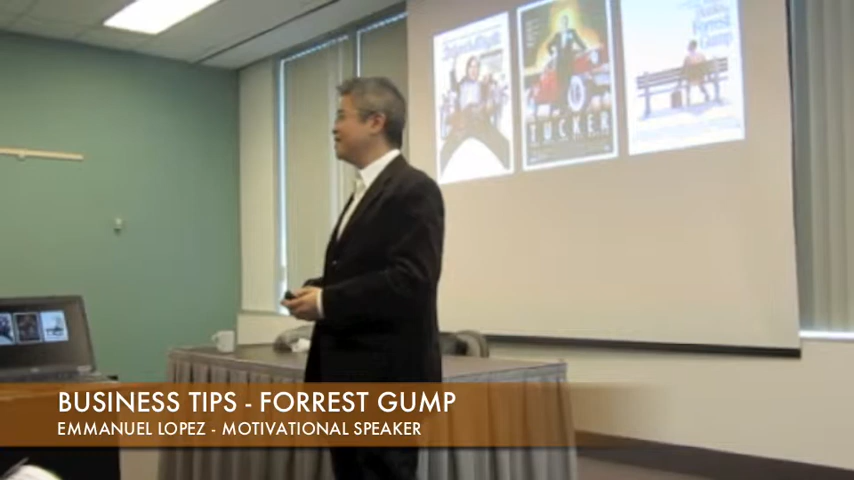 TUCKER
Forrest
Gump
BUSINESS TIPS - FORREST GUMP
EMMANUEL LOPEZ - MOTIVATIONAL SPEAKER